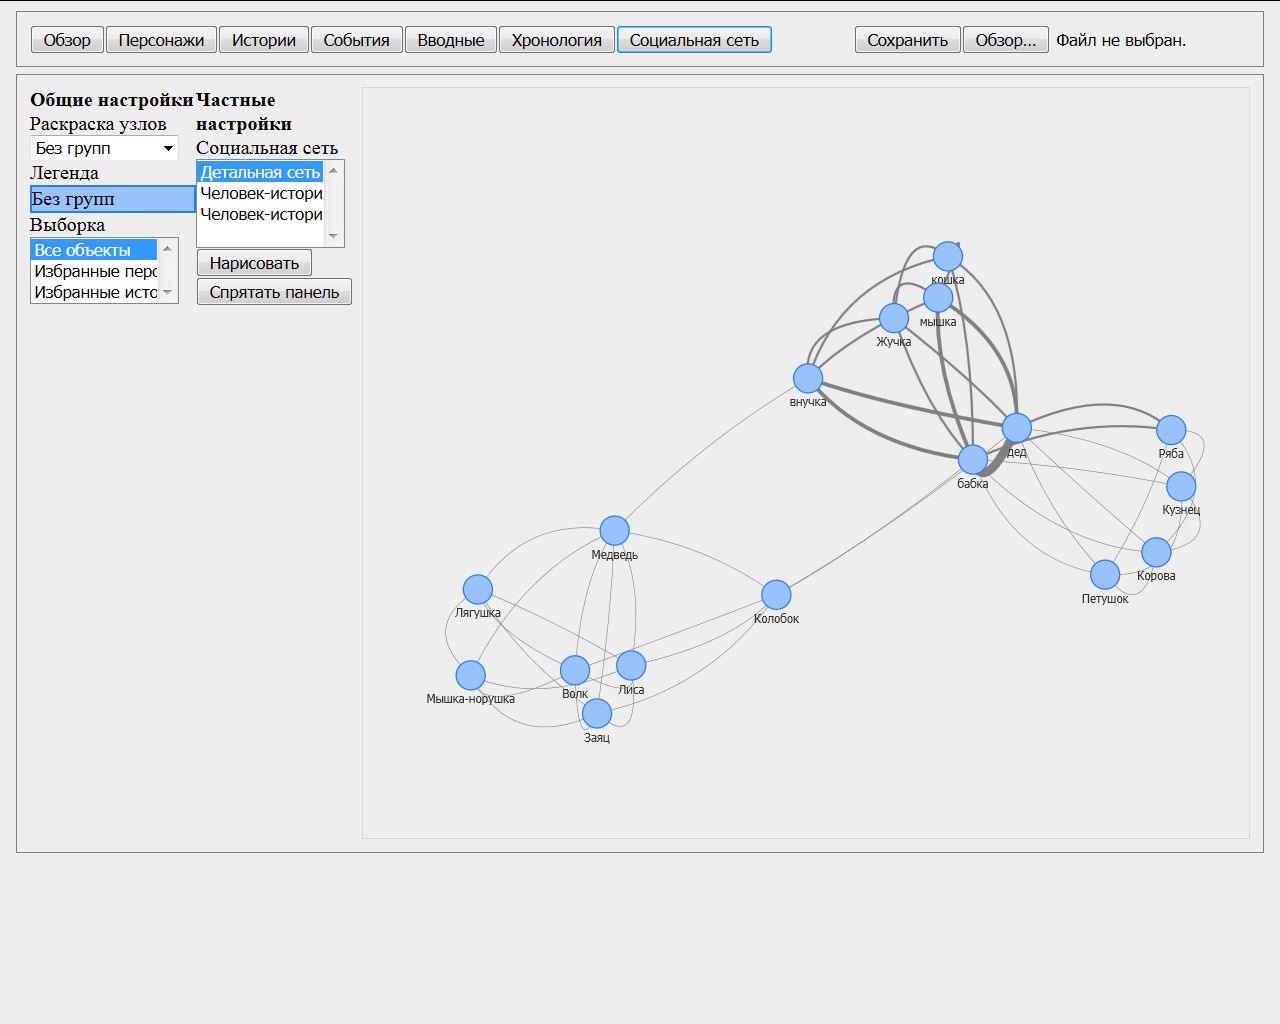 Обзор Персонажи Истории События Вводные Хронология Социальная сеть Сохранить Обзор... Файл не выбран.
Общие настройки
Раскраска узлов
Без групп
Легенда
Без групп
Выборка
Все объекты
Избранные перс
Избранные исто
Частные
настройки
Социальная сеть
Детальная сеть
Человек-истори
Человек-истори
Нарисовать
Спрятать панель
кошка
мышка
Жучка
внучка
дед
Ряба
бабка
Кузнец
Медведь
Корова
Петушок
Лягушка
Колобок
Лиса
Волк
Мышка-норушка
Заяц